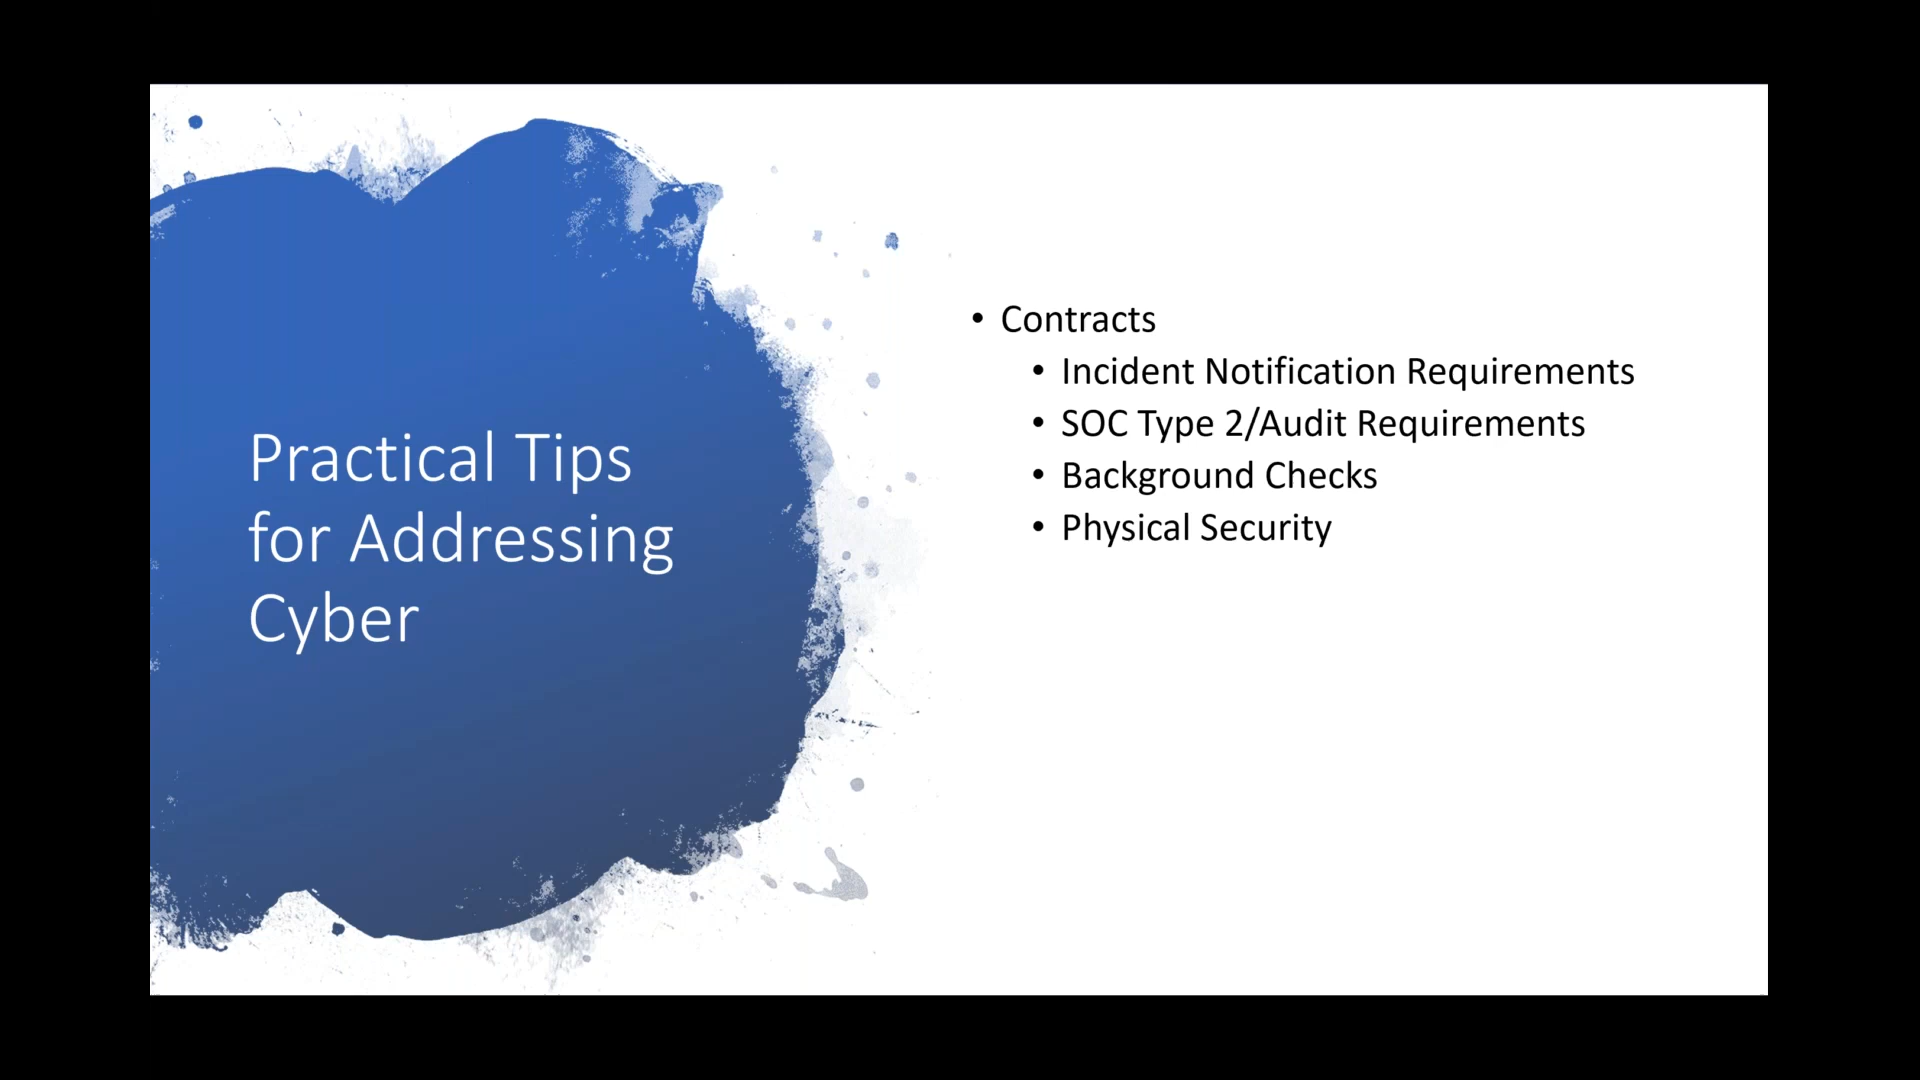 Practical Tips
for Addressing
Cyber
• Contracts
• Incident Notification Requirements
• SOC Type 2/Audit Requirements
• Background Checks
• Physical Security